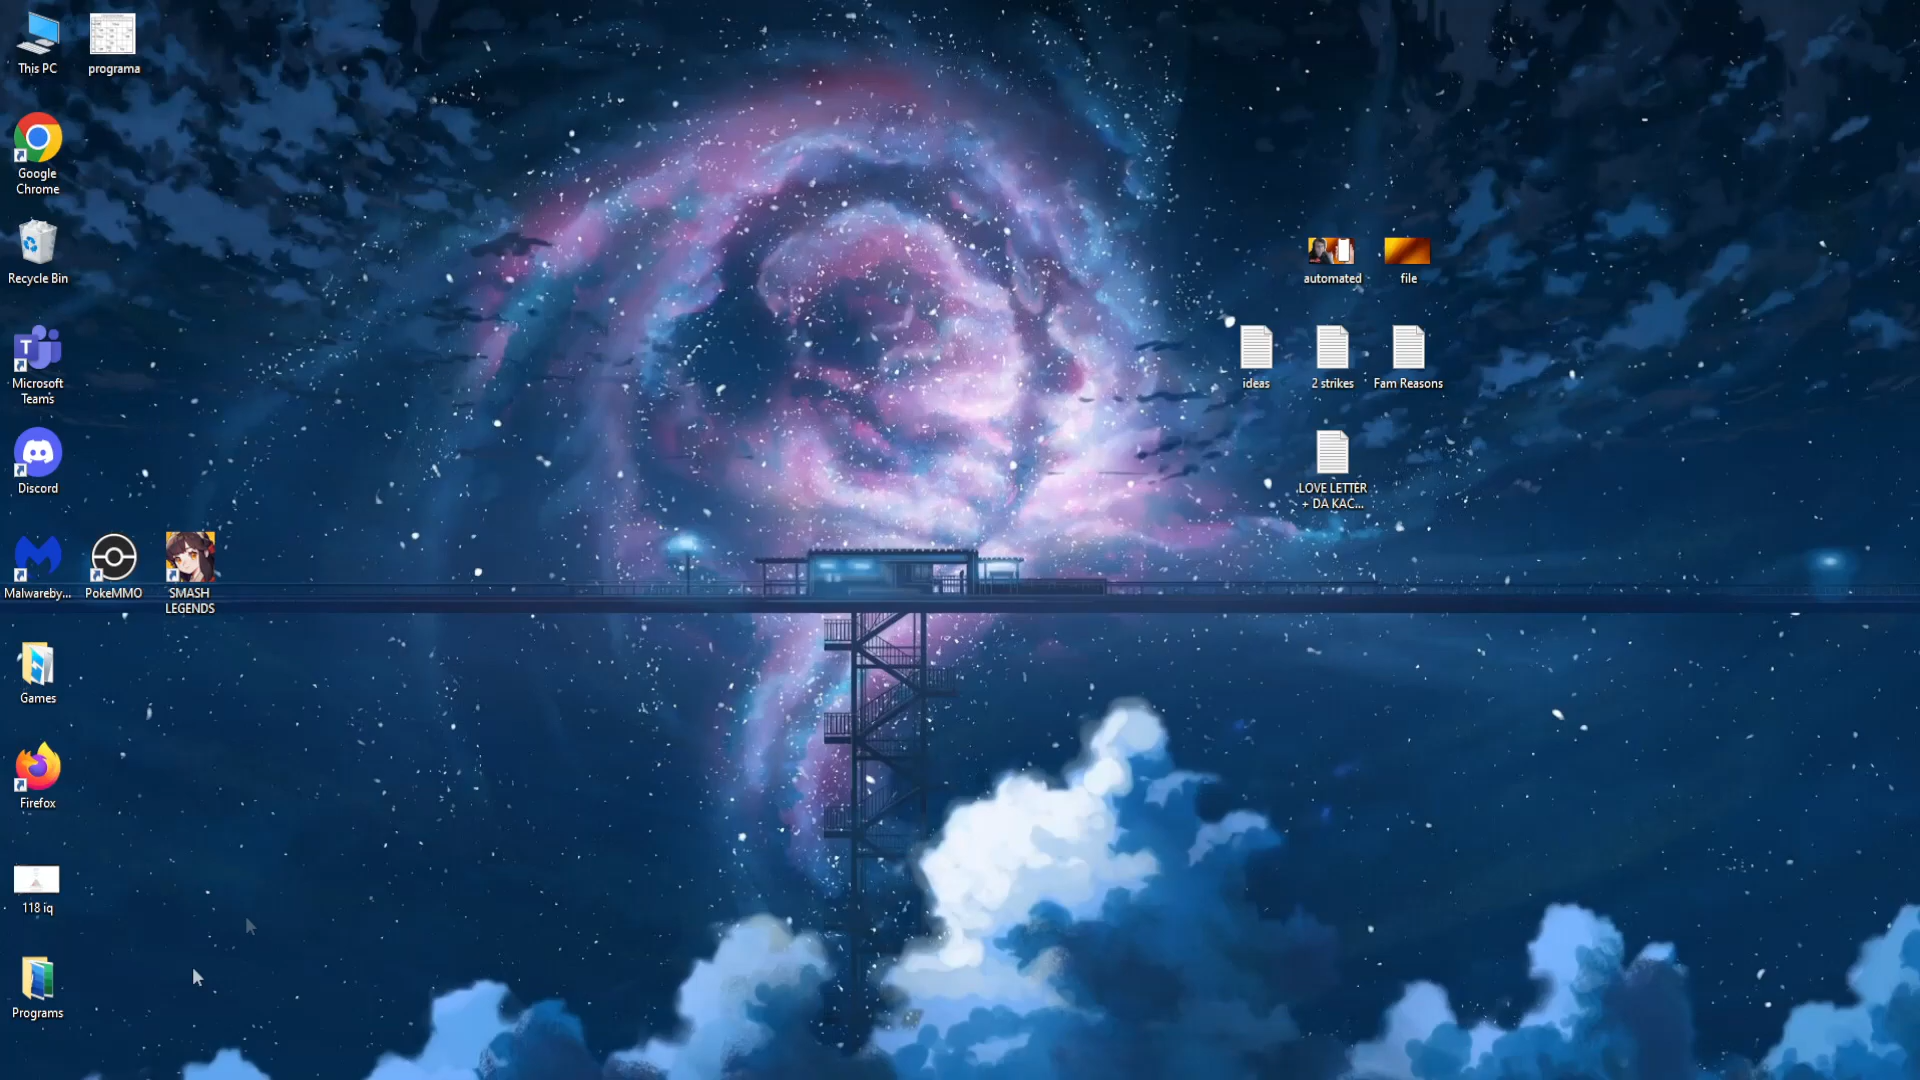 This PC
programa
Google
Chrome
Recycle Bin
Microsoft
Teams
Discord
Malwareby...
PokeMMO
SMASH
LEGENDS
Games
Firefox
118 iq
Programs
automated
file
ideas
2 strikes
Fam Reasons
LOVE LETTER
+ DA KAC...